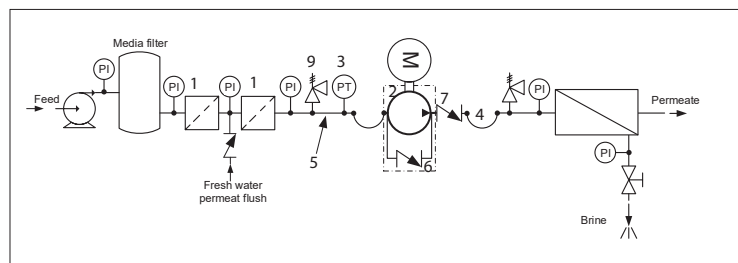 Media filter
Feed
PI
PI
1
PI
1
PI
9
3
PT
5
M
2
6
7
4
PI
Permeate
PI
Fresh water
permeat flush
Brine